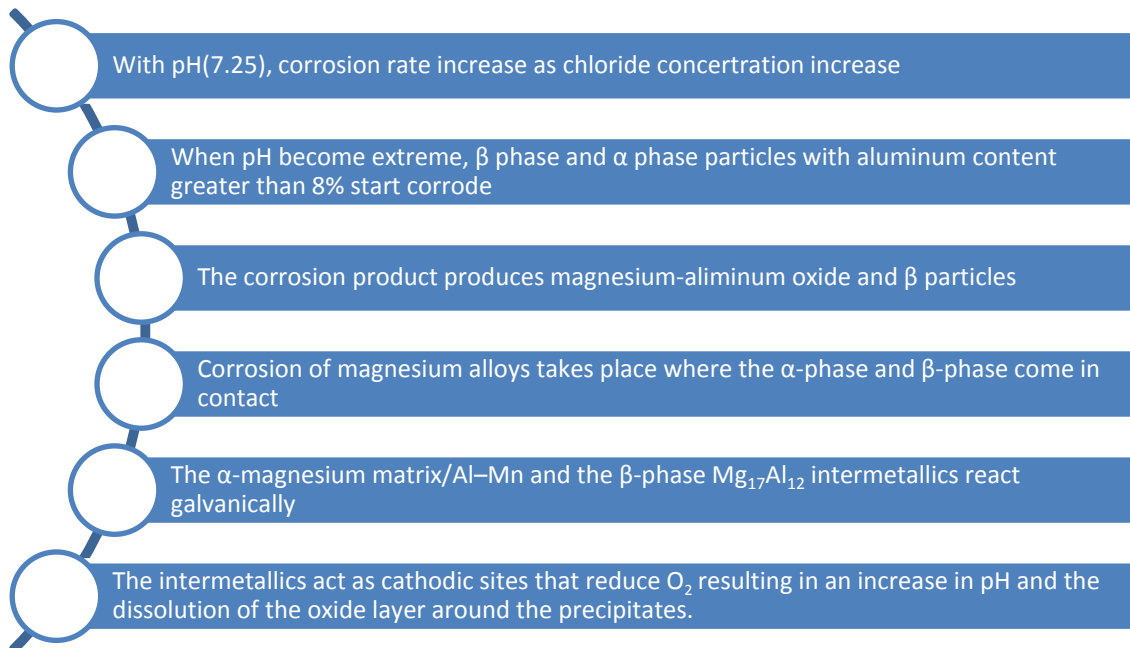 With pH(7.25), corrosion rate increase as chloride concertration increase
When pH become extreme, β phase and α phase particles with aluminum content
greater than 8% start corrode
The corrosion product produces magnesium-aliminum oxide and β particles
Corrosion of magnesium alloys takes place where the α-phase and β-phase come in
contact
The α-magnesium matrix/Al–Mn and the β-phase Mg₁₇Al₁₂ intermetallics react
galvanically
The intermetallics act as cathodic sites that reduce O₂ resulting in an increase in pH and the
dissolution of the oxide layer around the precipitates.